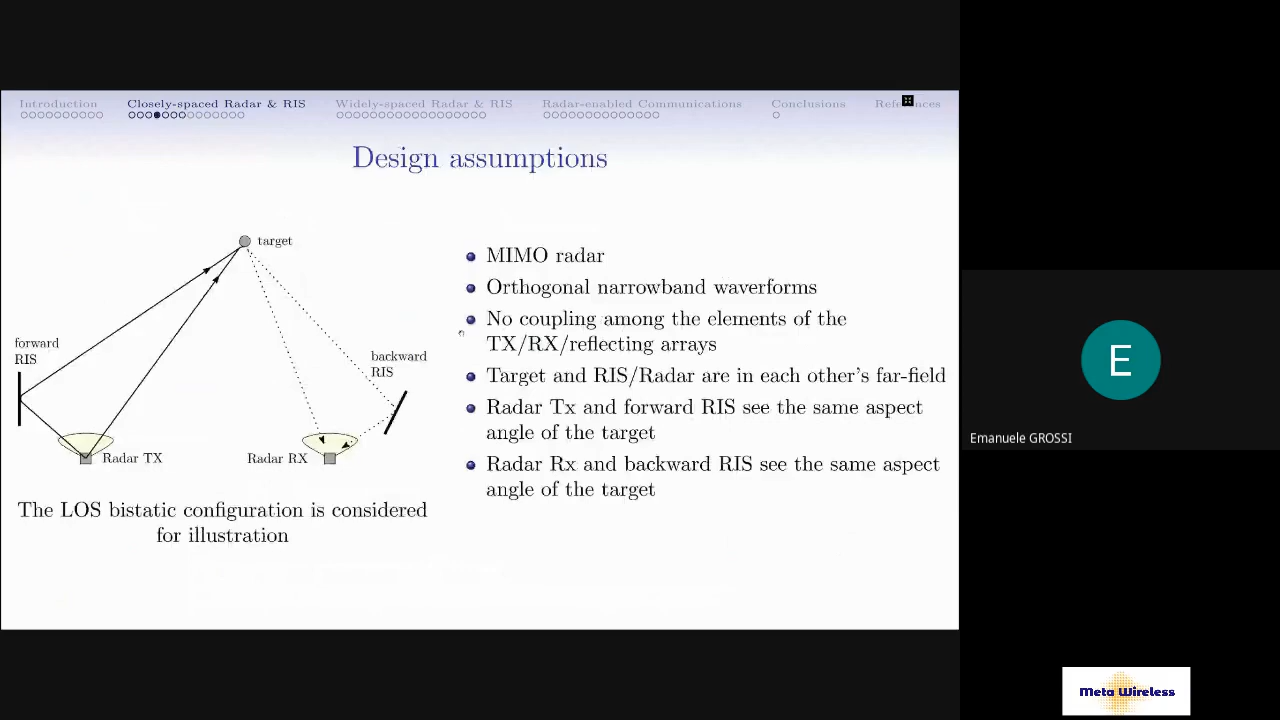 Introduction
Closely-spaced Radar & RIS
Widely-spaced Radar & RIS
Radar-enabled Communications
Conclusions
Design assumptions
target
forward
RIS
backward
RIS
Radar TX
Radar RX
The LOS bistatic configuration is considered
for illustration
MIMO radar
Orthogonal narrowband waveforms
No coupling among the elements of the
TX/RX/reflecting arrays
Target and RIS/Radar are in each other's far-field
Radar Tx and forward RIS see the same aspect
angle of the target
Radar Rx and backward RIS see the same aspect
angle of the target
E
Emanuele GROSSI
Meta Wireless